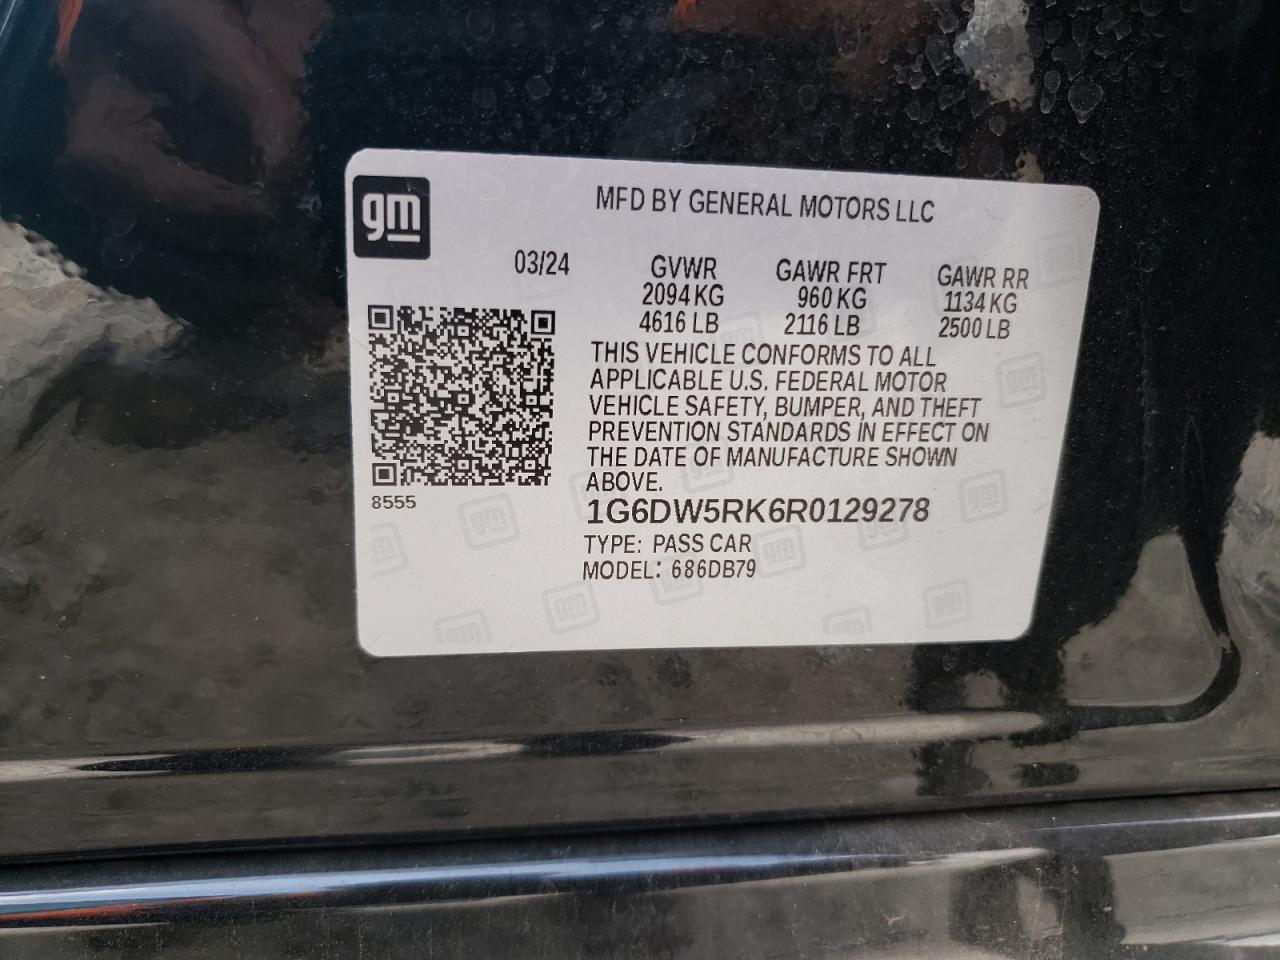 gm
MFD BY GENERAL MOTORS LLC
03/24 GVWR GAWR FRT GAWR RR
2094 KG 960 KG 1134 KG
4616 LB 2116 LB 2500 LB
THIS VEHICLE CONFORMS TO ALL
APPLICABLE U.S. FEDERAL MOTOR
VEHICLE SAFETY, BUMPER, AND THEFT
PREVENTION STANDARDS IN EFFECT ON
THE DATE OF MANUFACTURE SHOWN
ABOVE.
8555
1G6DW5RK6R0129278
TYPE: PASS CAR
MODEL: 686DB79